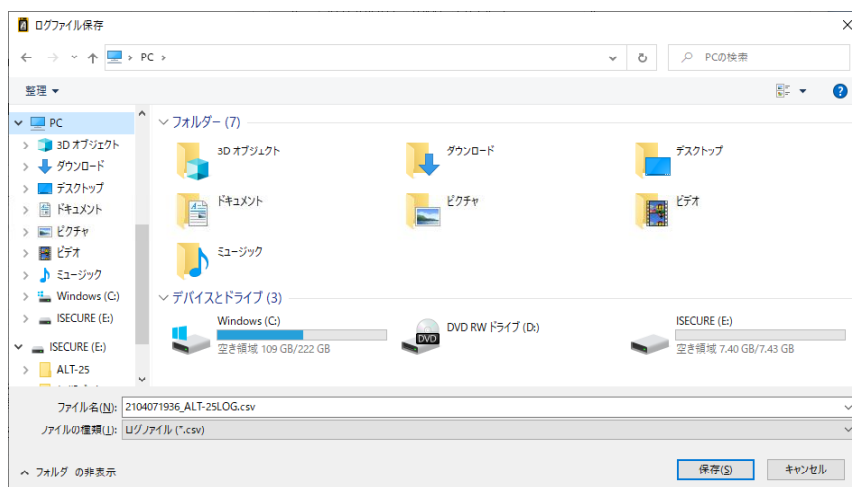 ログファイル保存
PC
PCの検索
整理
PC
3D オブジェクト
ダウンロード
デスクトップ
ドキュメント
ピクチャ
ビデオ
ミュージック
Windows (C:)
ISECURE (E:)
ISECURE (E:)
ALT-25
フォルダー (7)
3D オブジェクト
ダウンロード
デスクトップ
ドキュメント
ピクチャ
ビデオ
ミュージック
デバイスとドライブ (3)
Windows (C:)
空き領域 109 GB/222 GB
DVD RW ドライブ (D:)
DVD
ISECURE (E:)
空き領域 7.40 GB/7.43 GB
ファイル名(N): 2104071936_ALT-25LOG.csv
ファイルの種類(T): ログファイル (*.csv)
フォルダーの非表示
保存(S)
キャンセル